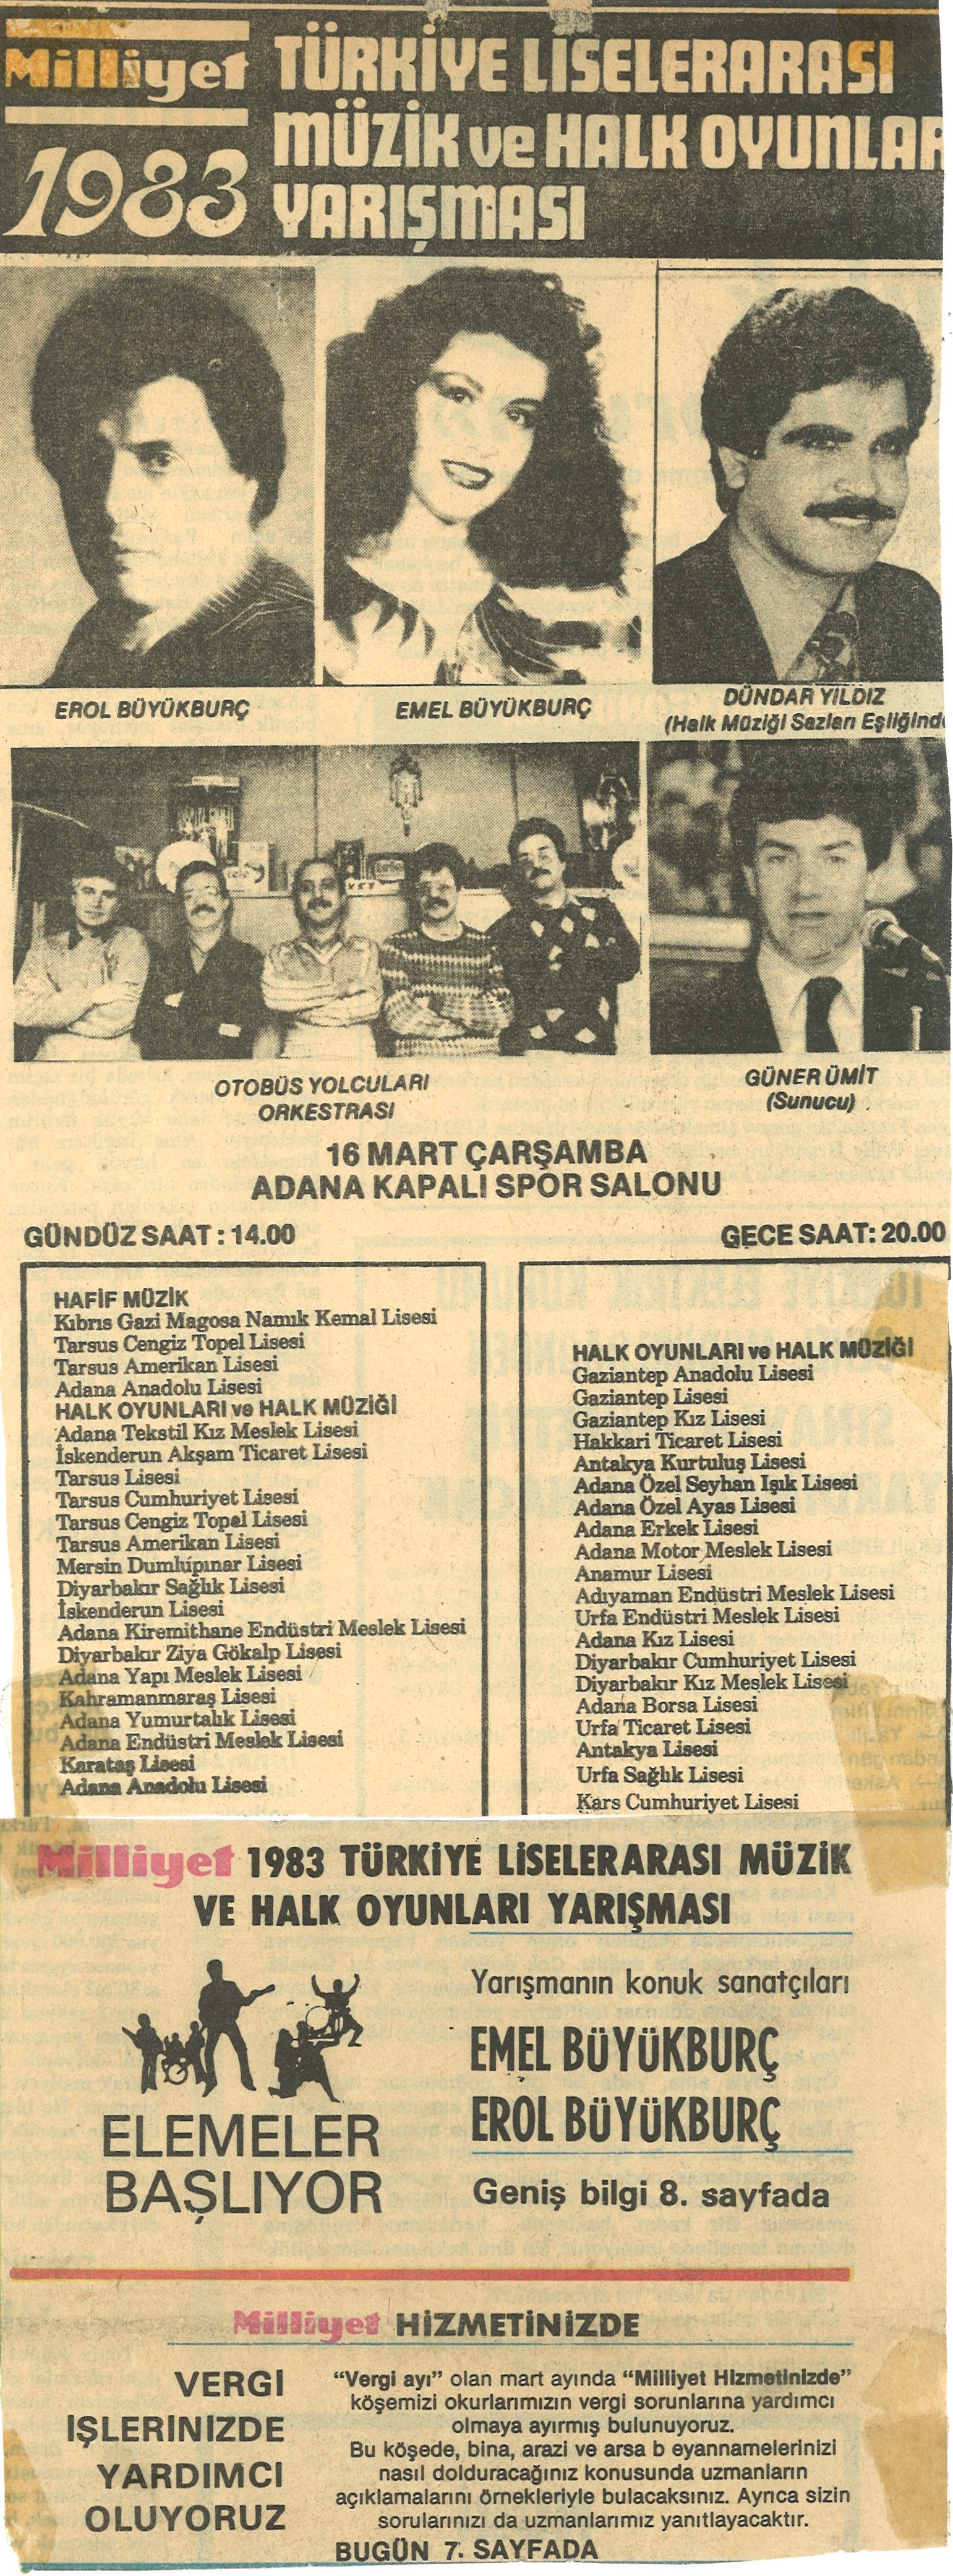 Milliyet
1983
TÜRKİYE LİSELERARASI
MÜZİK ve HALK OYUNLAR
YARIŞMASI
EROL BÜYÜKBURÇ
EMEL BÜYÜKBURÇ
DÜNDAR YILDIZ
(Halk Müziği Sazları Eşliğinde
OTOBÜS YOLCULARI
ORKESTRASI
GÜNER ÜMİT
(Sunucu)
16 MART ÇARŞAMBA
ADANA KAPALI SPOR SALONU
GÜNDÜZ SAAT : 14.00
HAFİF MÜZİK
Kıbrıs Gazi Magosa Namık Kemal Lisesi
Tarsus Cengiz Topel Lisesi
Tarsus Amerikan Lisesi
Adana Anadolu Lisesi
HALK OYUNLARI ve HALK MÜZİĞİ
Adana Tekstil Kız Meslek Lisesi
İskenderun Akşam Ticaret Lisesi
Tarsus Lisesi
Tarsus Cumhuriyet Lisesi
Tarsus Cengiz Topel Lisesi
Tarsus Amerikan Lisesi
Mersin Dumlupınar Lisesi
Diyarbakır Sağlık Lisesi
İskenderun Lisesi
Adana Kiremithane Endüstri Meslek Lisesi
Diyarbakır Ziya Gökalp Lisesi
Adana Yapı Meslek Lisesi
Kahramanmaraş Lisesi
Adana Yumurtalık Lisesi
Adana Endüstri Meslek Lisesi
Karataş Lisesi
Adana Anadolu Lisesi
GECE SAAT: 20.00
HALK OYUNLARI ve HALK MÜZİĞİ
Gaziantep Anadolu Lisesi
Gaziantep Lisesi
Gaziantep Kız Lisesi
Hakkari Ticaret Lisesi
Antakya Kurtuluş Lisesi
Adana Özel Seyhan Işık Lisesi
Adana Özel Ayas Lisesi
Adana Erkek Lisesi
Adana Motor Meslek Lisesi
Anamur Lisesi
Adıyaman Endüstri Meslek Lisesi
Urfa Endüstri Meslek Lisesi
Adana Kız Lisesi
Diyarbakır Cumhuriyet Lisesi
Diyarbakır Kız Meslek Lisesi
Adana Borsa Lisesi
Urfa Ticaret Lisesi
Antakya Lisesi
Urfa Sağlık Lisesi
Kars Cumhuriyet Lisesi
Milliyet 1983 TÜRKİYE LİSELERARASI MÜZİK
VE HALK OYUNLARI YARIŞMASI
ELEMELER
BAŞLIYOR
Yarışmanın konuk sanatçıları
EMEL BÜYÜKBURÇ
EROL BÜYÜKBURÇ
Geniş bilgi 8. sayfada
Milliyet HİZMETİNİZDE
VERGİ
İŞLERİNİZDE
YARDIMCI
OLUYORUZ
"Vergi ayı" olan mart ayında "Milliyet Hizmetinizde"
köşemizi okurlarımızın vergi sorunlarına yardımcı
olmaya ayırmış bulunuyoruz.
Bu köşede, bina, arazi ve arsa b eyannamelerinizi
nasıl dolduracağınız konusunda uzmanların
açıklamalarını örnekleriyle bulacaksınız. Ayrıca sizin
sorularınızı da uzmanlarımız yanıtlayacaktır.
BUGÜN 7. SAYFADA